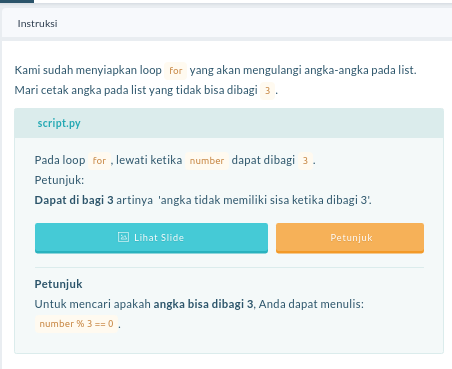 Instruksi
Kami sudah menyiapkan loop for yang akan mengulangi angka-angka pada list.
Mari cetak angka pada list yang tidak bisa dibagi 3 .
script.py
Pada loop for , lewati ketika number dapat dibagi 3 .
Petunjuk:
Dapat di bagi 3 artinya 'angka tidak memiliki sisa ketika dibagi 3'.
Lihat Slide
Petunjuk
Petunjuk
Untuk mencari apakah angka bisa dibagi 3, Anda dapat menulis:
number % 3 == 0 .